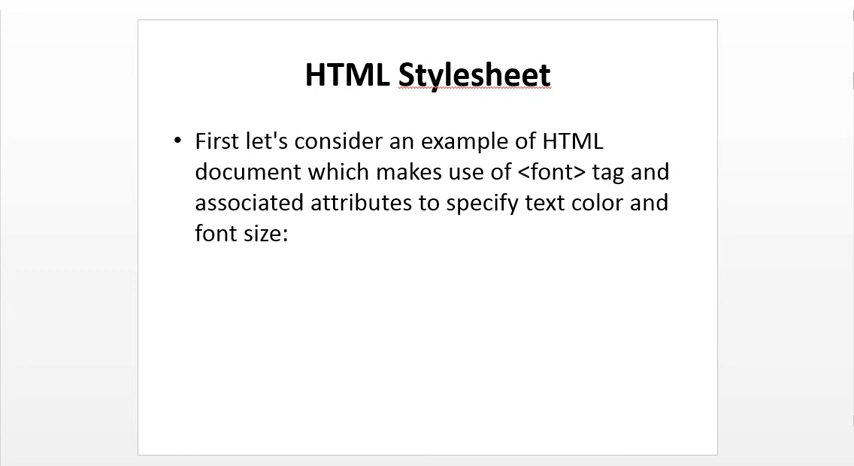 HTML Stylesheet
• First let's consider an example of HTML
document which makes use of <font> tag and
associated attributes to specify text color and
font size: